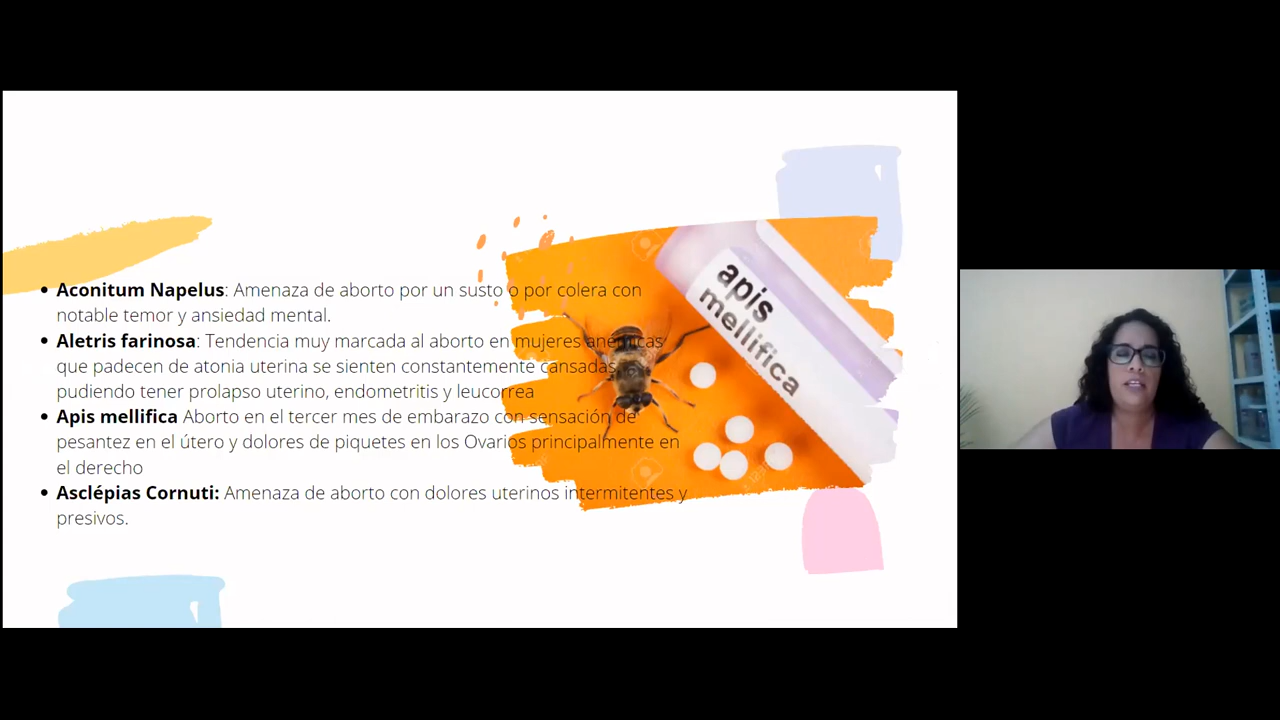 Aconitum Napelus: Amenaza de aborto por un susto o por colera con
notable temor y ansiedad mental.
Aletris farinosa: Tendencia muy marcada al aborto en mujeres anémicas
que padecen de atonia uterina se sienten constantemente cansadas
pudiendo tener prolapso uterino, endometritis y leucorrea
Apis mellifica Aborto en el tercer mes de embarazo con sensación de
pesantez en el útero y dolores de piquetes en los Ovarios principalmente en
el derecho
Asclépias Cornuti: Amenaza de aborto con dolores uterinos intermitentes y
presivos.
apis
mellifica